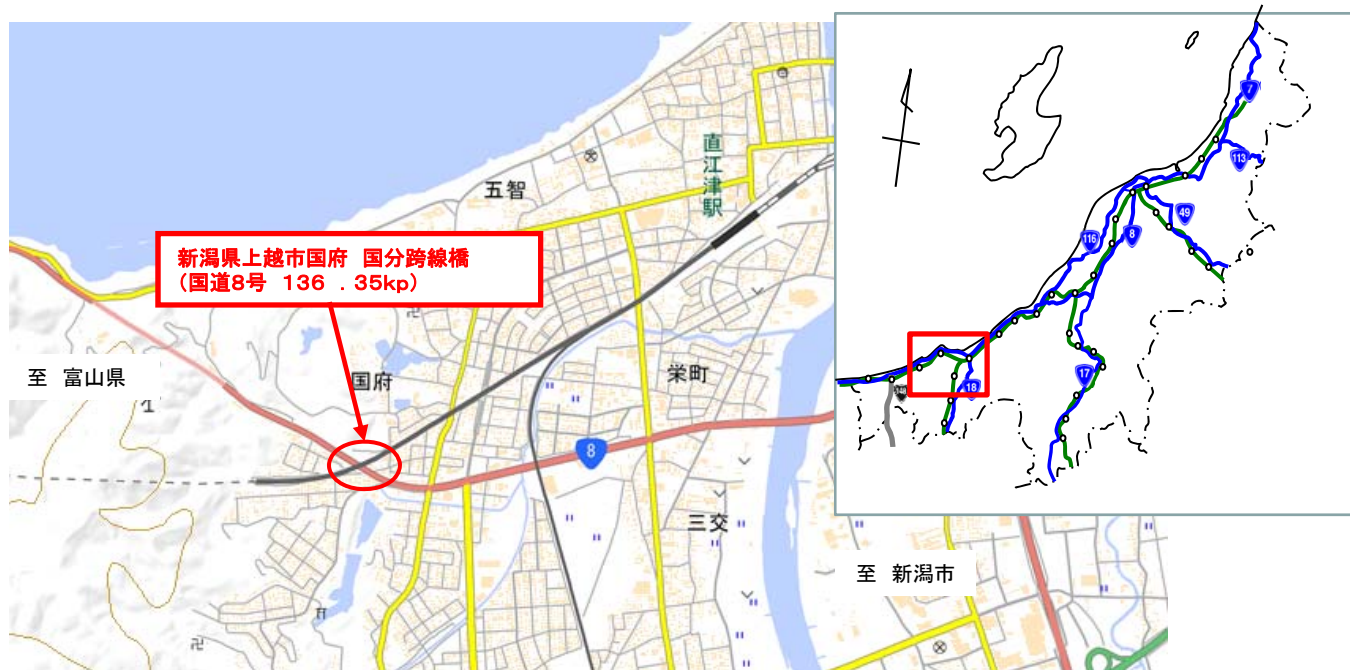 直江津駅
五智
新潟県上越市国府 国分跨線橋
(国道8号 136 . 35kp)
至 富山県
国府
栄町
8
三交
至 新潟市
7
113
49
116
8
18
17